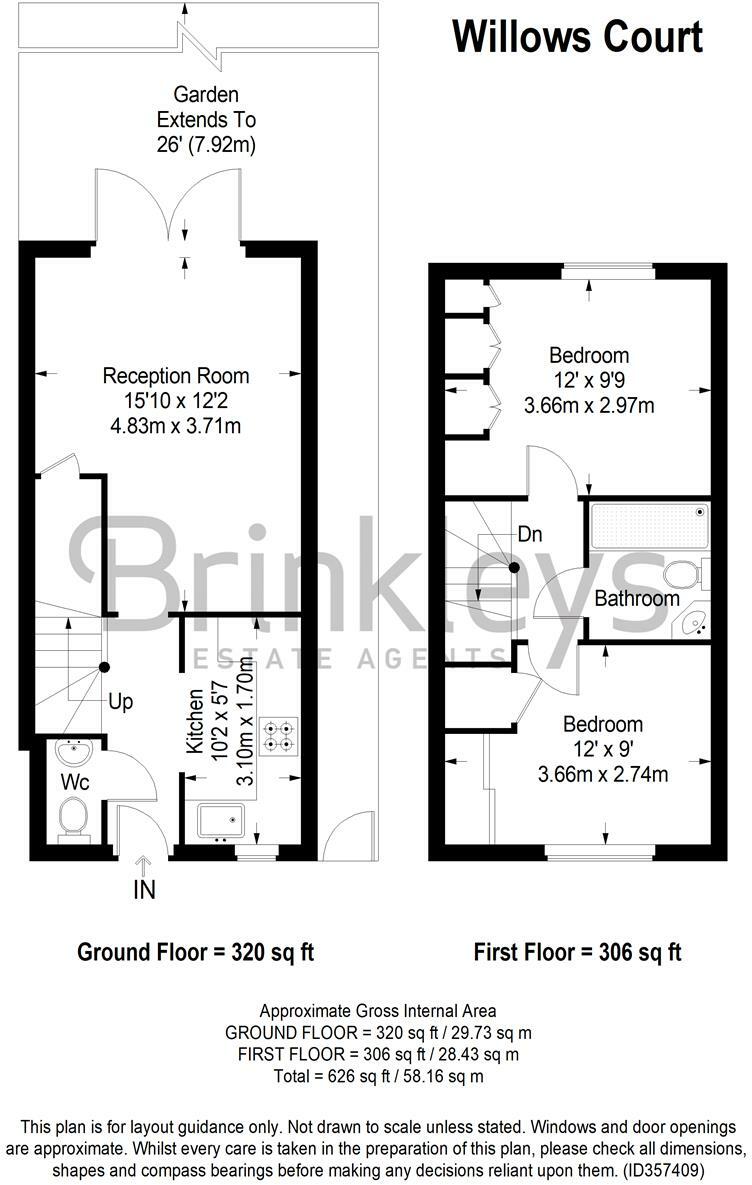 Willows Court
Garden
Extends To
26' (7.92m)
Reception Room
15'10 x 12'2
4.83m x 3.71m
Bedroom
12' x 9'9
3.66m x 2.97m
Dn
Bathroom
Brinkleys
ESTATE AGENTS
Up
Kitchen
10'2 x 5'7
3.10m x 1.70m
Wc
IN
Bedroom
12' x 9'
3.66m x 2.74m
Ground Floor = 320 sq ft
First Floor = 306 sq ft
Approximate Gross Internal Area
GROUND FLOOR = 320 sq ft / 29.73 sq m
FIRST FLOOR = 306 sq ft / 28.43 sq m
Total = 626 sq ft / 58.16 sq m
This plan is for layout guidance only. Not drawn to scale unless stated. Windows and door openings
are approximate. Whilst every care is taken in the preparation of this plan, please check all dimensions,
shapes and compass bearings before making any decisions reliant upon them. (ID357409)